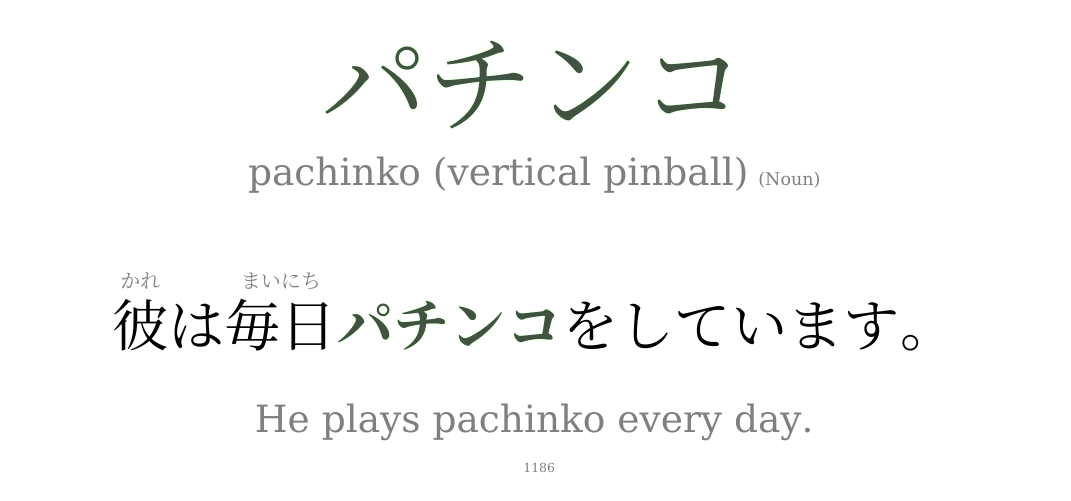 パチンコ
pachinko (vertical pinball) (Noun)
かれ まいにち
彼は毎日パチンコをしています。
He plays pachinko every day.
1186